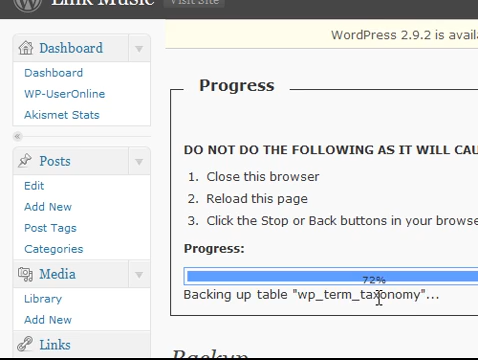 Link Music
Visit Site
WordPress 2.9.2 is avail
Dashboard
Dashboard
WP-UserOnline
Akismet Stats
Posts
Edit
Add New
Post Tags
Categories
Media
Library
Add New
Links
Progress
DO NOT DO THE FOLLOWING AS IT WILL CAU
1. Close this browser
2. Reload this page
3. Click the Stop or Back buttons in your browse
Progress:
72%
Backing up table "wp_term_taxonomy"...
Backup